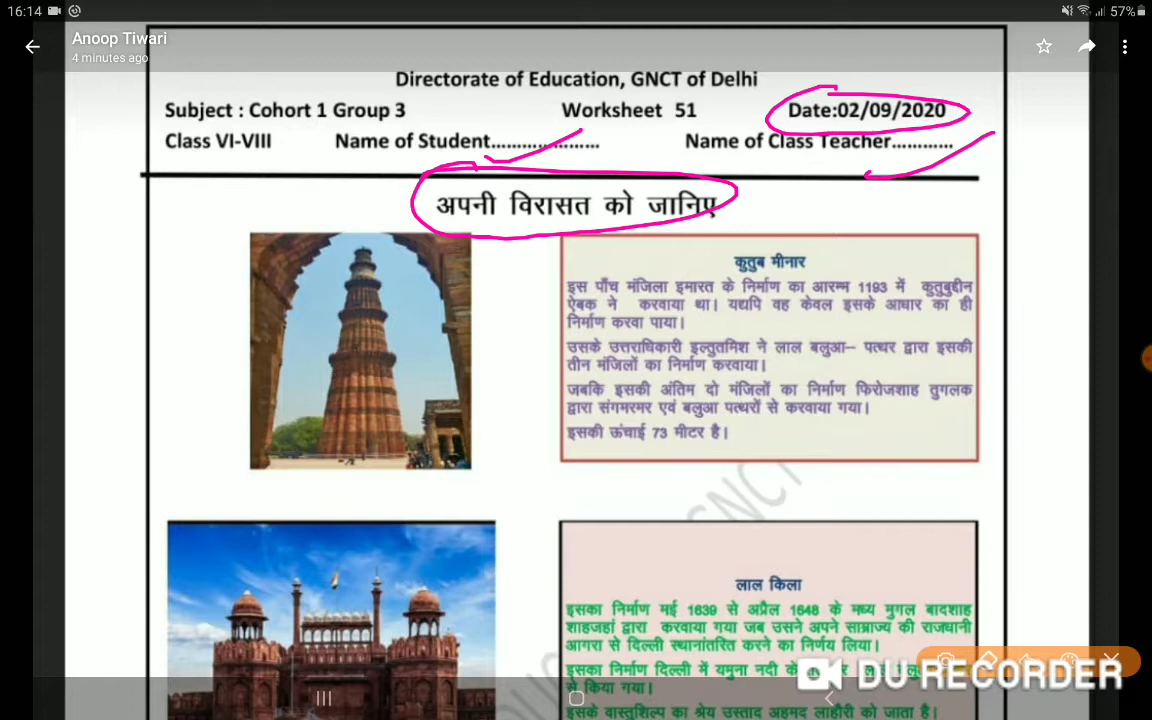 16:14
57%
Anoop Tiwari
4 minutes ago
Directorate of Education, GNCT of Delhi
Subject : Cohort 1 Group 3 Worksheet 51 Date:02/09/2020
Class VI-VIII Name of Student..................... Name of Class Teacher............
अपनी विरासत को जानिए
कुतुब मीनार
इस पाँच मंजिला इमारत के निर्माण का आरम्भ 1193 में कुतुबुद्दीन
ऐबक ने करवाया था। यद्यपि वह केवल इसके आधार का ही
निर्माण करवा पाया।
उसके उत्तराधिकारी इल्तुतमिश ने लाल बलुआ– पत्थर द्वारा इसकी
तीन मंजिलों का निर्माण करवाया।
जबकि इसकी अंतिम दो मंजिलों का निर्माण फिरोजशाह तुगलक
द्वारा संगमरमर एवं बलुआ पत्थरों से करवाया गया।
इसकी ऊंचाई 73 मीटर है।
GNCT
लाल किला
इसका निर्माण मई 1639 से अप्रैल 1648 के मध्य मुगल बादशाह
शाहजहां द्वारा करवाया गया जब उसने अपने साम्राज्य की राजधानी
आगरा से दिल्ली स्थानांतरित करने का निर्णय लिया।
इसका निर्माण दिल्ली में यमुना नदी के
से किया गया।
इसके वास्तुशिल्प का श्रेय उस्ताद अहमद लाहौरी को जाता है।
DU RECORDER